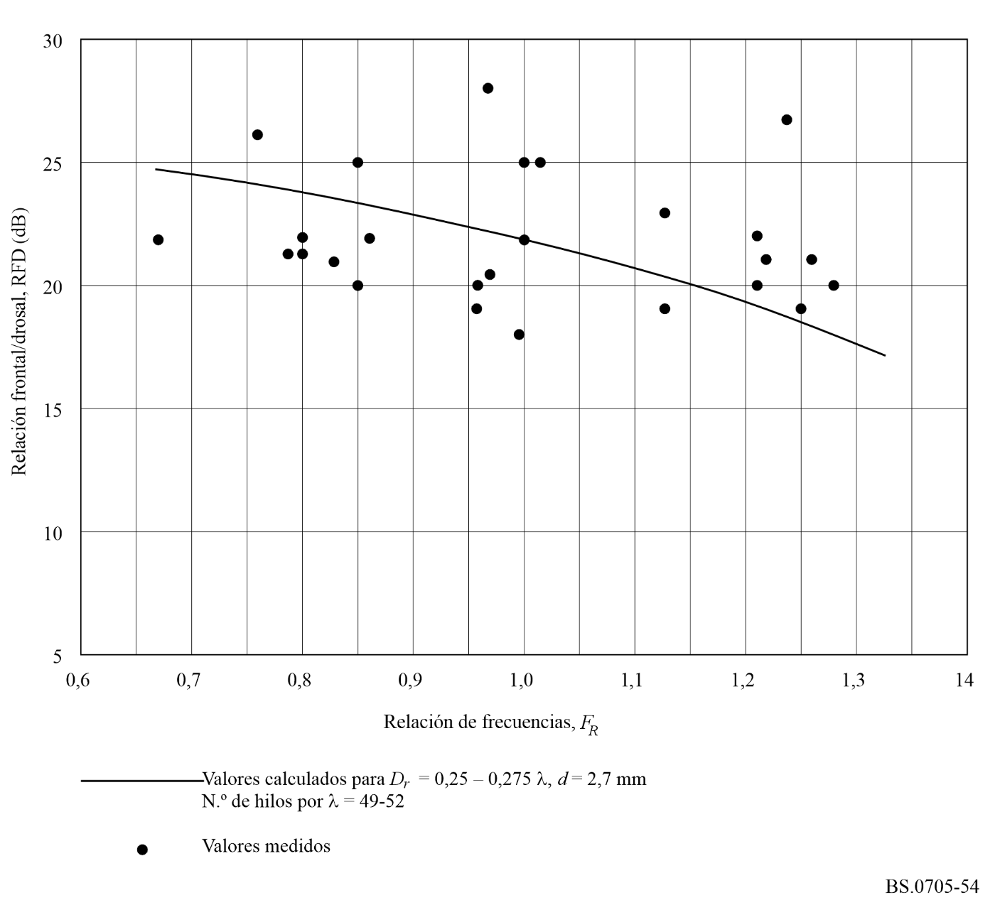 30
25
20
15
10
5
Relación frontal/drosal, RFD (dB)
0,6 0,7 0,8 0,9 1,0 1,1 1,2 1,3 14
Relación de frecuencias, F_R
Valores calculados para D_r = 0,25 – 0,275 λ, d = 2,7 mm
N.º de hilos por λ = 49-52
Valores medidos
BS.0705-54